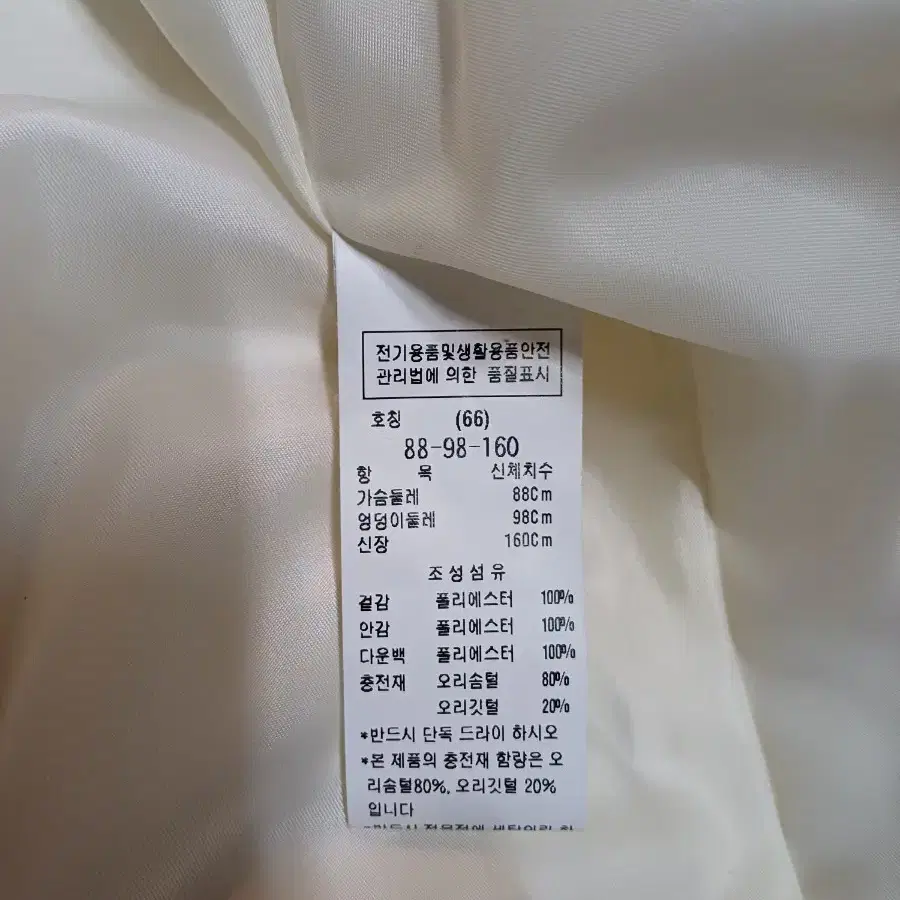 전기용품및생활용품안전
관리법에 의한 품질표시
호칭 (66)
88-98-160
항 목 신체치수
가슴둘레 88Cm
엉덩이둘레 98Cm
신장 160Cm
조성섬유
겉감 폴리에스터 100%
안감 폴리에스터 100%
다운백 폴리에스터 100%
충전재 오리솜털 80%
오리깃털 20%
*반드시 단독 드라이 하시오
*본 제품의 충전재 함량은 오
리솜털80%, 오리깃털 20%
입니다